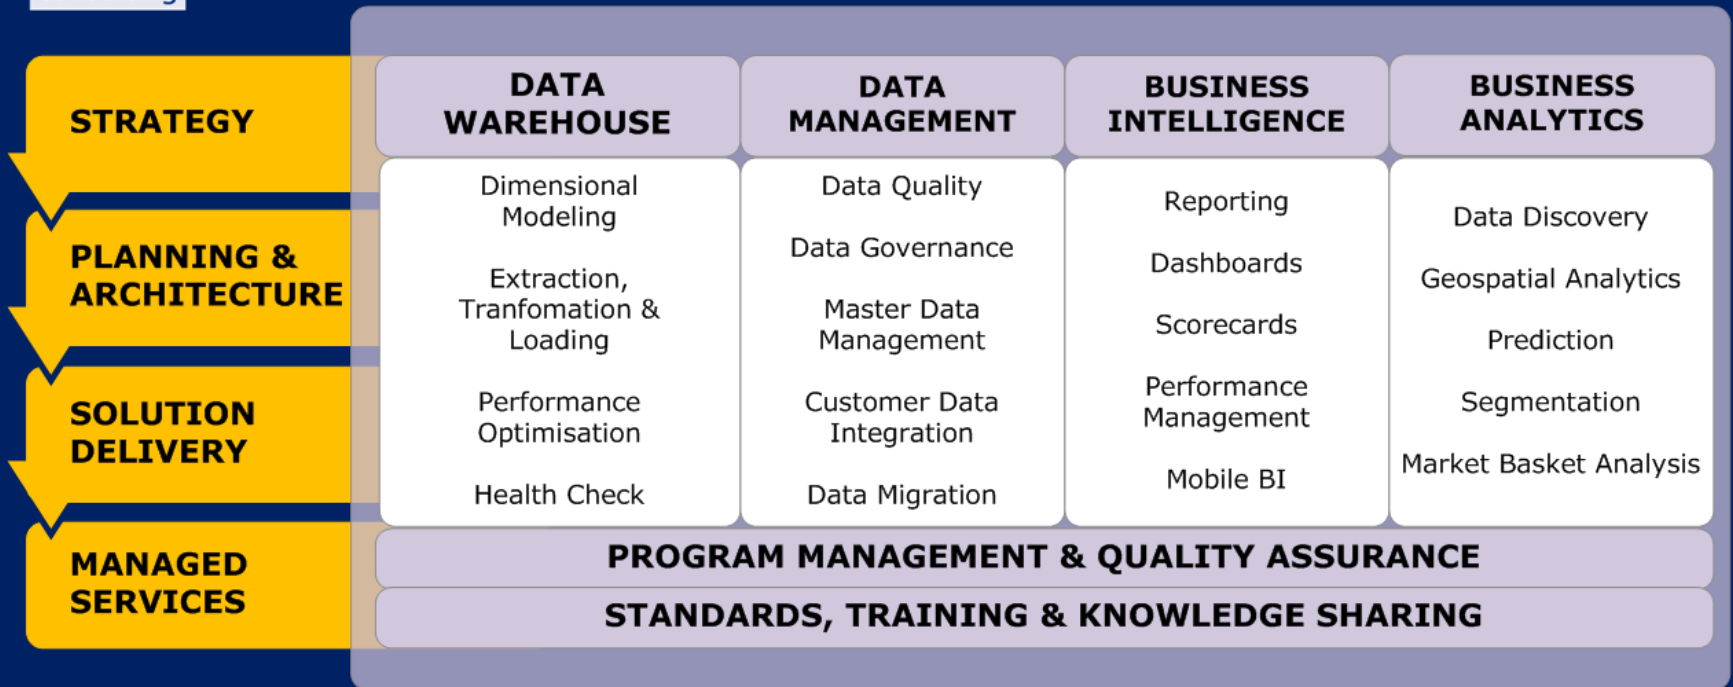 STRATEGY
PLANNING &
ARCHITECTURE
SOLUTION
DELIVERY
MANAGED
SERVICES
DATA
WAREHOUSE
Dimensional
Modeling
Extraction,
Tranfomation &
Loading
Performance
Optimisation
Health Check
DATA
MANAGEMENT
Data Quality
Data Governance
Master Data
Management
Customer Data
Integration
Data Migration
BUSINESS
INTELLIGENCE
Reporting
Dashboards
Scorecards
Performance
Management
Mobile BI
BUSINESS
ANALYTICS
Data Discovery
Geospatial Analytics
Prediction
Segmentation
Market Basket Analysis
PROGRAM MANAGEMENT & QUALITY ASSURANCE
STANDARDS, TRAINING & KNOWLEDGE SHARING